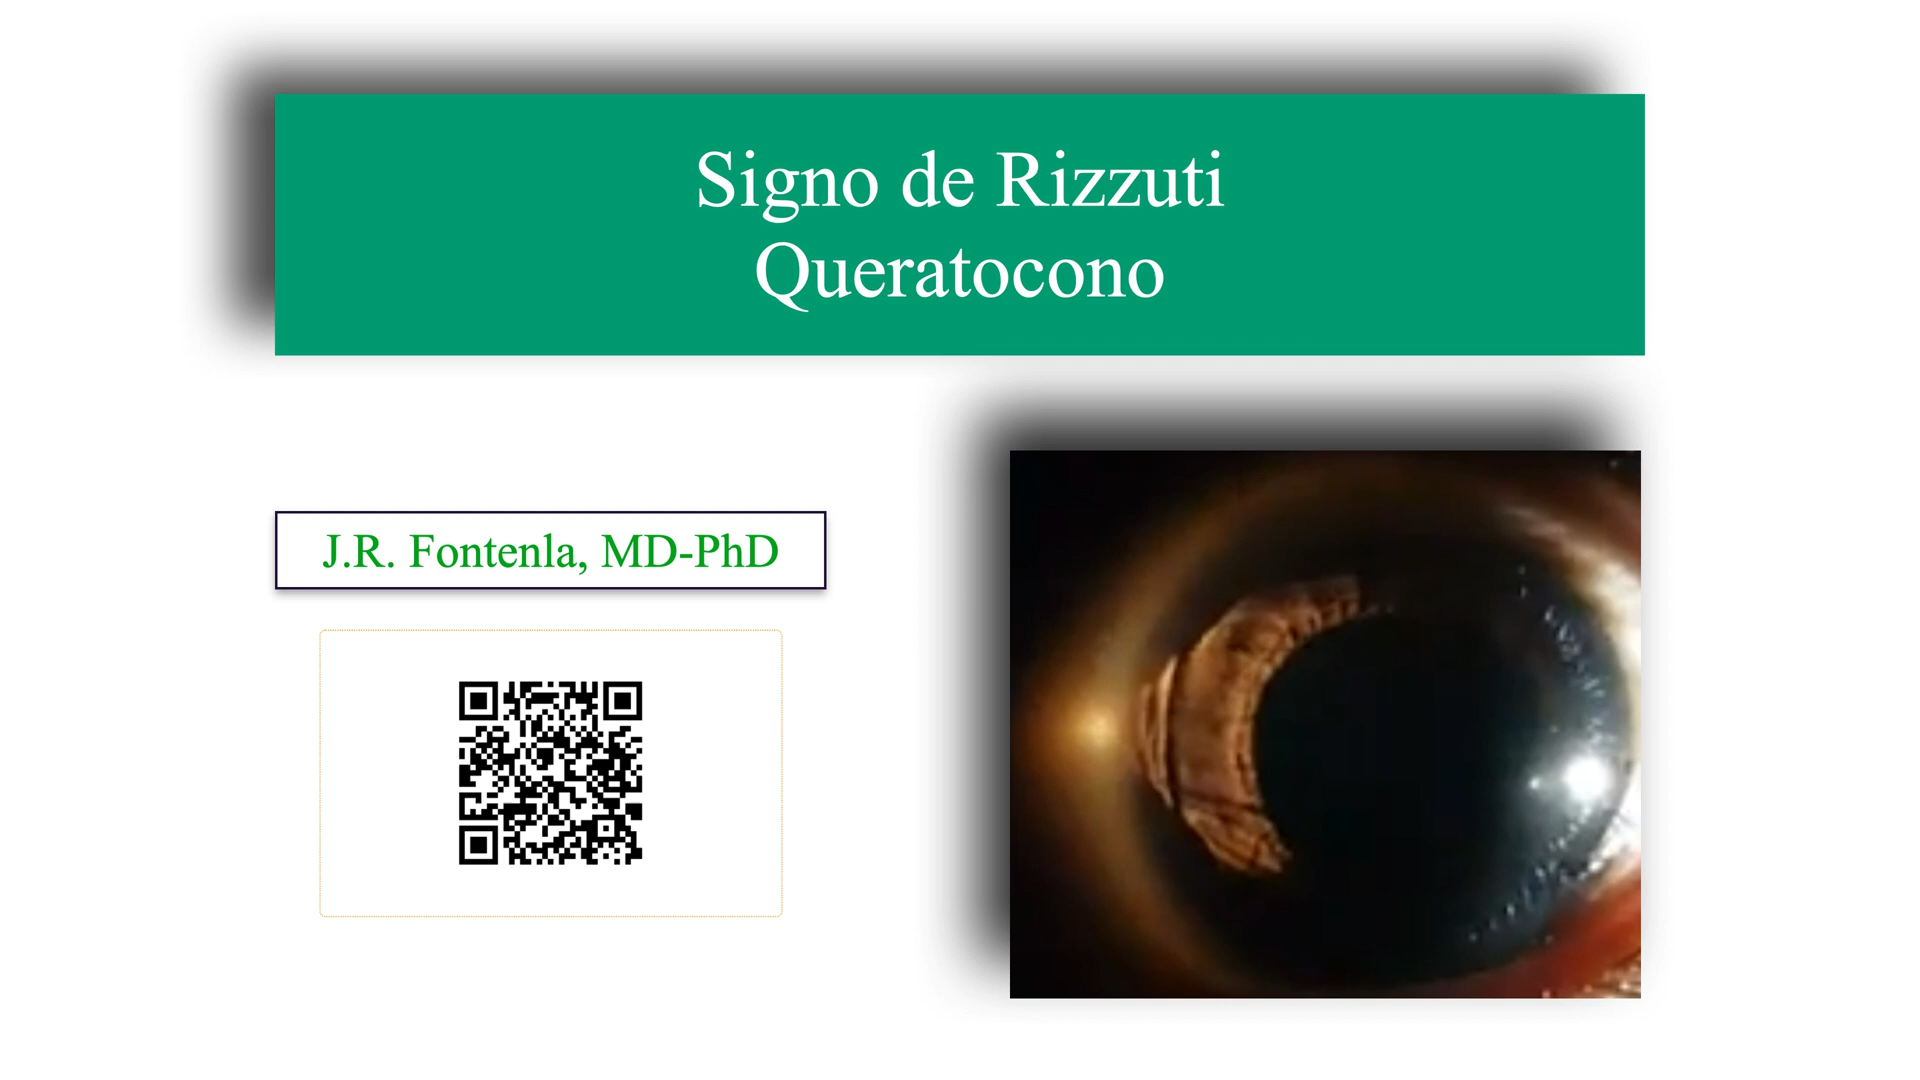 Signo de Rizzuti
Queratocono
J.R. Fontenla, MD-PhD